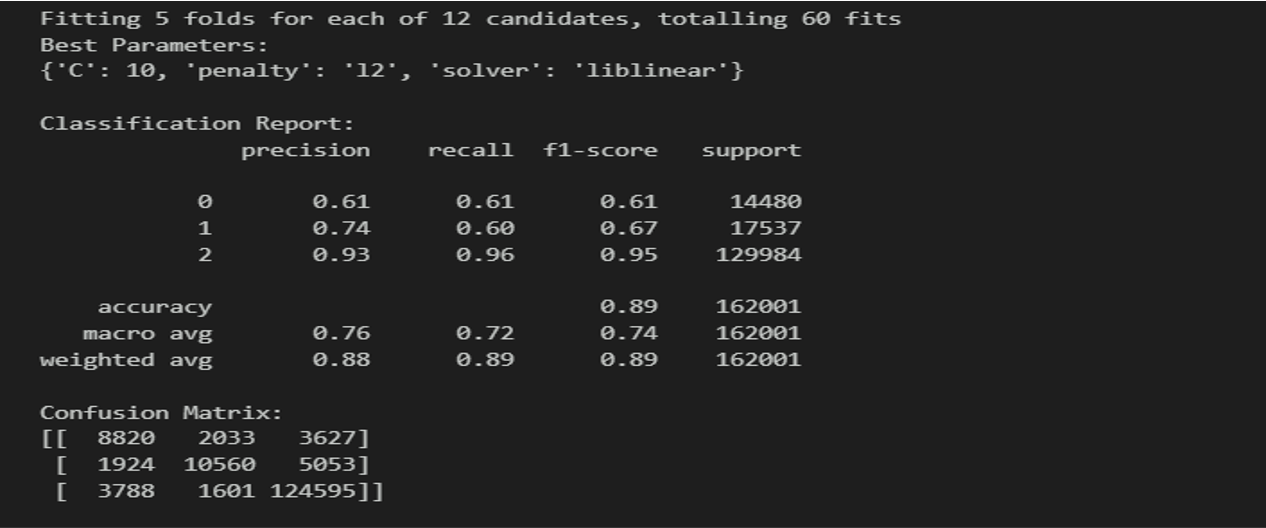 Fitting 5 folds for each of 12 candidates, totalling 60 fits
Best Parameters:
{'C': 10, 'penalty': 'l2', 'solver': 'liblinear'}
Classification Report:
precision recall f1-score support
0 0.61 0.61 0.61 14480
1 0.74 0.60 0.67 17537
2 0.93 0.96 0.95 129984
accuracy 0.89 162001
macro avg 0.76 0.72 0.74 162001
weighted avg 0.88 0.89 0.89 162001
Confusion Matrix:
[[ 8820 2033 3627]
[ 1924 10560 5053]
[ 3788 1601 124595]]